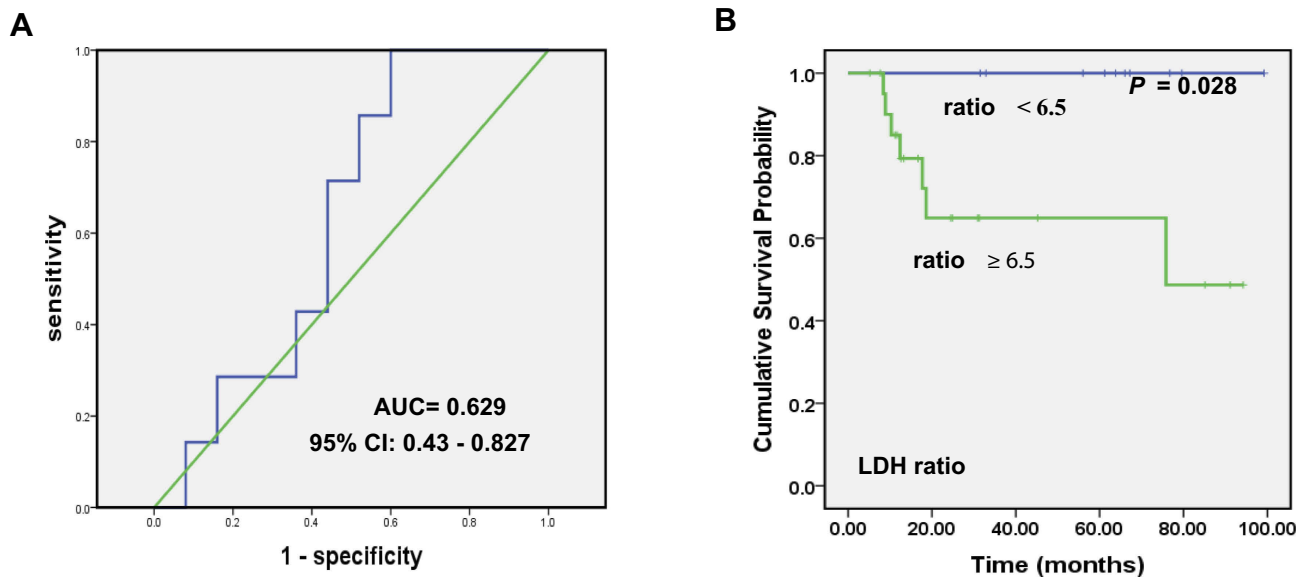 A
1.0
0.8
0.6
0.4
0.2
0.0
sensitivity
AUC= 0.629
95% CI: 0.43 - 0.827
0.0 0.2 0.4 0.6 0.8 1.0
1 - specificity
B
1.0
0.8
0.6
0.4
0.2
0.0
Cumulative Survival Probability
P = 0.028
ratio < 6.5
ratio ≥ 6.5
LDH ratio
0.00 20.00 40.00 60.00 80.00 100.00
Time (months)